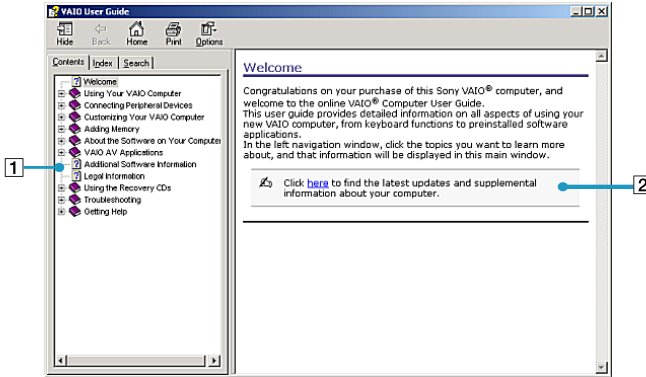 VAIO User Guide
Hide Back Home Print Options
Contents Index Search
Welcome
Using Your VAIO Computer
Connecting Peripheral Devices
Customizing Your VAIO Computer
Adding Memory
About the Software on Your Computer
VAIO AV Applications
Additional Software Information
Legal Information
Using the Recovery CDs
Troubleshooting
Getting Help
1
Welcome
Congratulations on your purchase of this Sony VAIO® computer, and
welcome to the online VAIO® Computer User Guide.
This user guide provides detailed information on all aspects of using your
new VAIO computer, from keyboard functions to preinstalled software
applications.
In the left navigation window, click the topics you want to learn more
about, and that information will be displayed in this main window.
Click here to find the latest updates and supplemental
information about your computer.
2